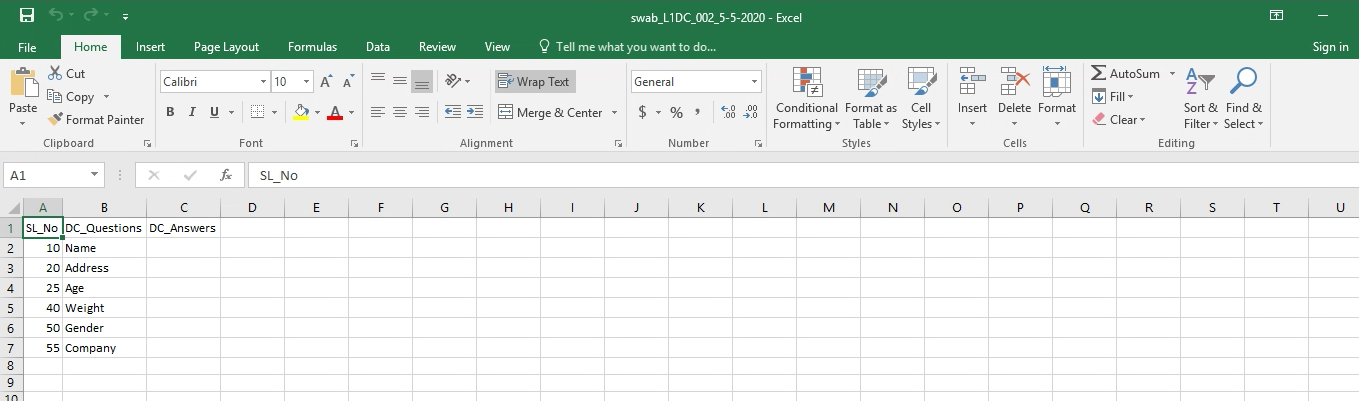 swab_L1DC_002_5-5-2020 - Excel
File Home Insert Page Layout Formulas Data Review View Tell me what you want to do... Sign in
Paste
Cut
Copy
Format Painter
Clipboard
Calibri 10 A A
B I U A
Font
Wrap Text
Merge & Center
Alignment
General
$ % , .0 .00 .00 .0
Number
Conditional Formatting
Format as Table
Cell Styles
Styles
Insert Delete Format
Cells
AutoSum
Fill
Clear
Sort & Filter
Find & Select
Editing
A1 fx SL_No
A B C D E F G H I J K L M N O P Q R S T U
1 SL_No DC_Questions DC_Answers
2 10 Name
3 20 Address
4 25 Age
5 40 Weight
6 50 Gender
7 55 Company
8
9
10